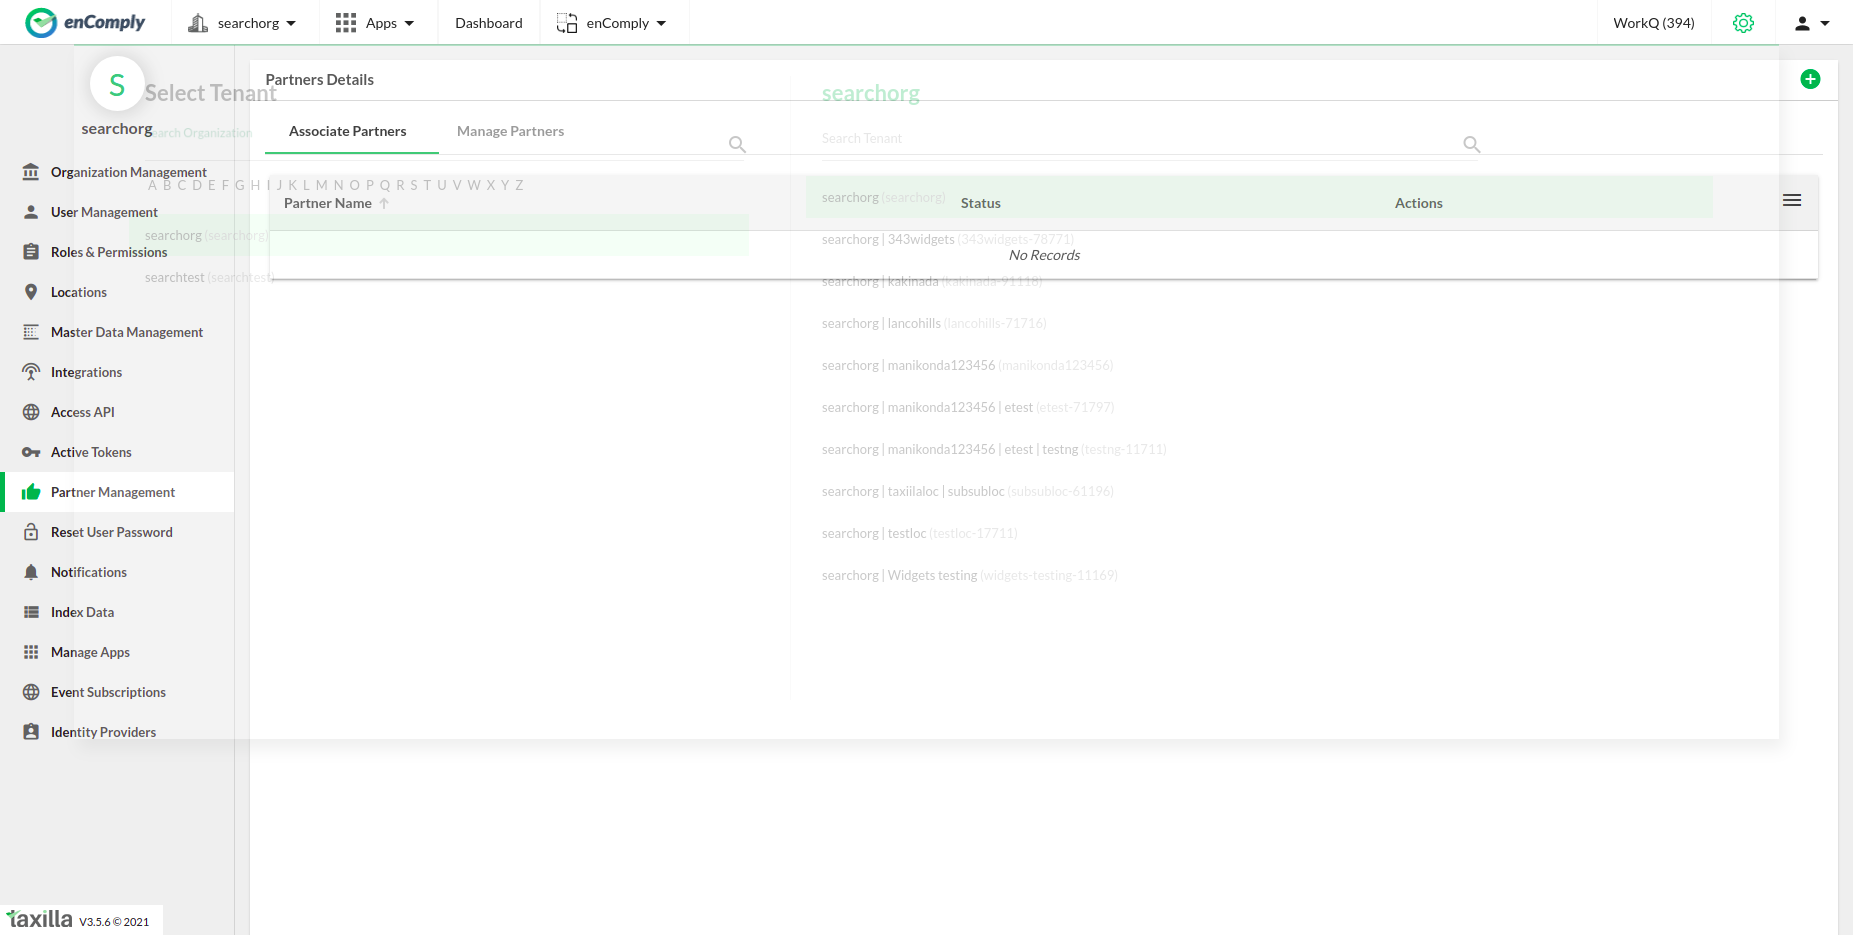 enComply
searchorg
Apps
Dashboard
enComply
WorkQ (394)
S
searchorg
Organization Management
User Management
Roles & Permissions
Locations
Master Data Management
Integrations
Access API
Active Tokens
Partner Management
Reset User Password
Notifications
Index Data
Manage Apps
Event Subscriptions
Identity Providers
taxilla V3.5.6 © 2021
Partners Details
Associate Partners Manage Partners
Partner Name Status Actions
No Records
Select Tenant
Search Organization
A B C D E F G H I J K L M N O P Q R S T U V W X Y Z
searchorg (searchorg)
searchtest (searchtest)
searchorg
Search Tenant
searchorg (searchorg)
searchorg | 343widgets (343widgets-78771)
searchorg | kakinada (kakinada-91118)
searchorg | lancohills (lancohills-71716)
searchorg | manikonda123456 (manikonda123456)
searchorg | manikonda123456 | etest (etest-71797)
searchorg | manikonda123456 | etest | testng (testng-11711)
searchorg | taxiilaloc | subsubloc (subsubloc-61196)
searchorg | testloc (testloc-17711)
searchorg | Widgets testing (widgets-testing-11169)